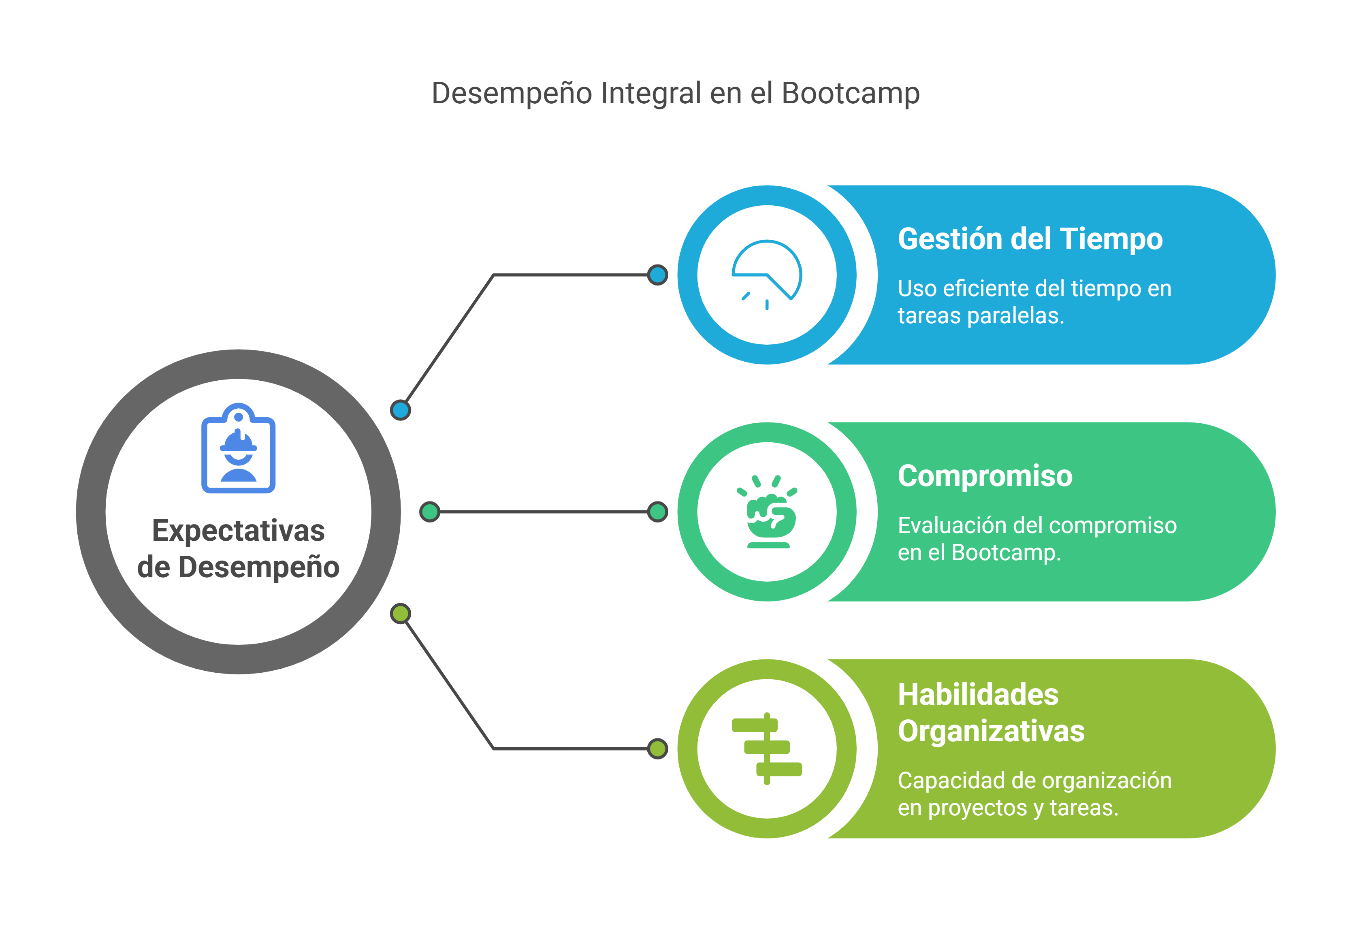 Desempeño Integral en el Bootcamp
Expectativas
de Desempeño
Gestión del Tiempo
Uso eficiente del tiempo en
tareas paralelas.
Compromiso
Evaluación del compromiso
en el Bootcamp.
Habilidades
Organizativas
Capacidad de organización
en proyectos y tareas.